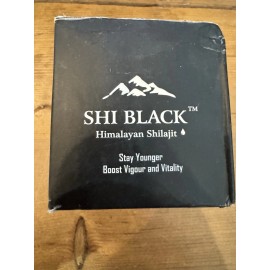 SHI BLACK™
Himalayan Shilajit
Stay Younger
Boost Vigour and Vitality